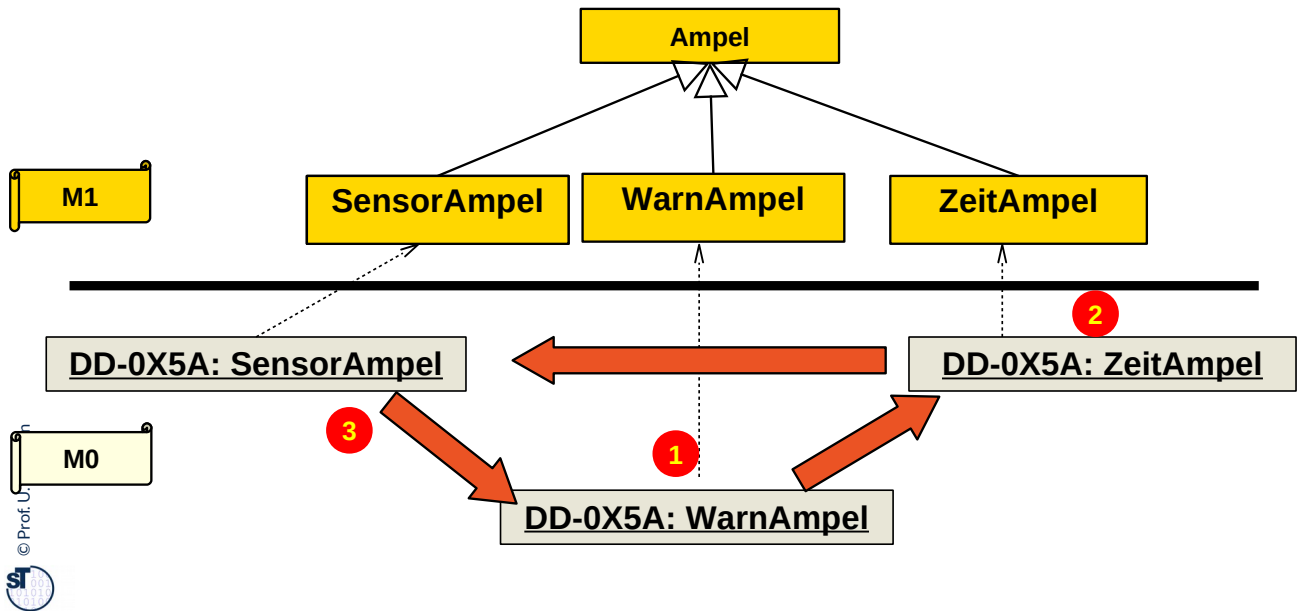 Ampel
M1
SensorAmpel
WarnAmpel
ZeitAmpel
2
DD-0X5A: SensorAmpel
DD-0X5A: ZeitAmpel
3
1
M0
DD-0X5A: WarnAmpel
© Prof. U.
ST